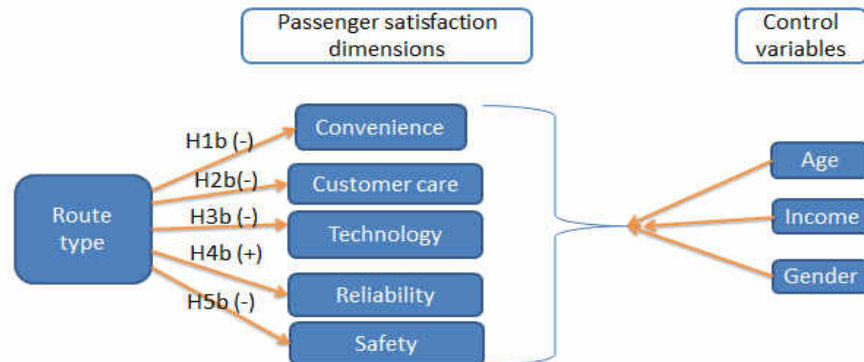 Passenger satisfaction
dimensions
Control
variables
Route
type
H1b (-)
H2b(-)
H3b (-)
H4b (+)
H5b (-)
Convenience
Customer care
Technology
Reliability
Safety
Age
Income
Gender